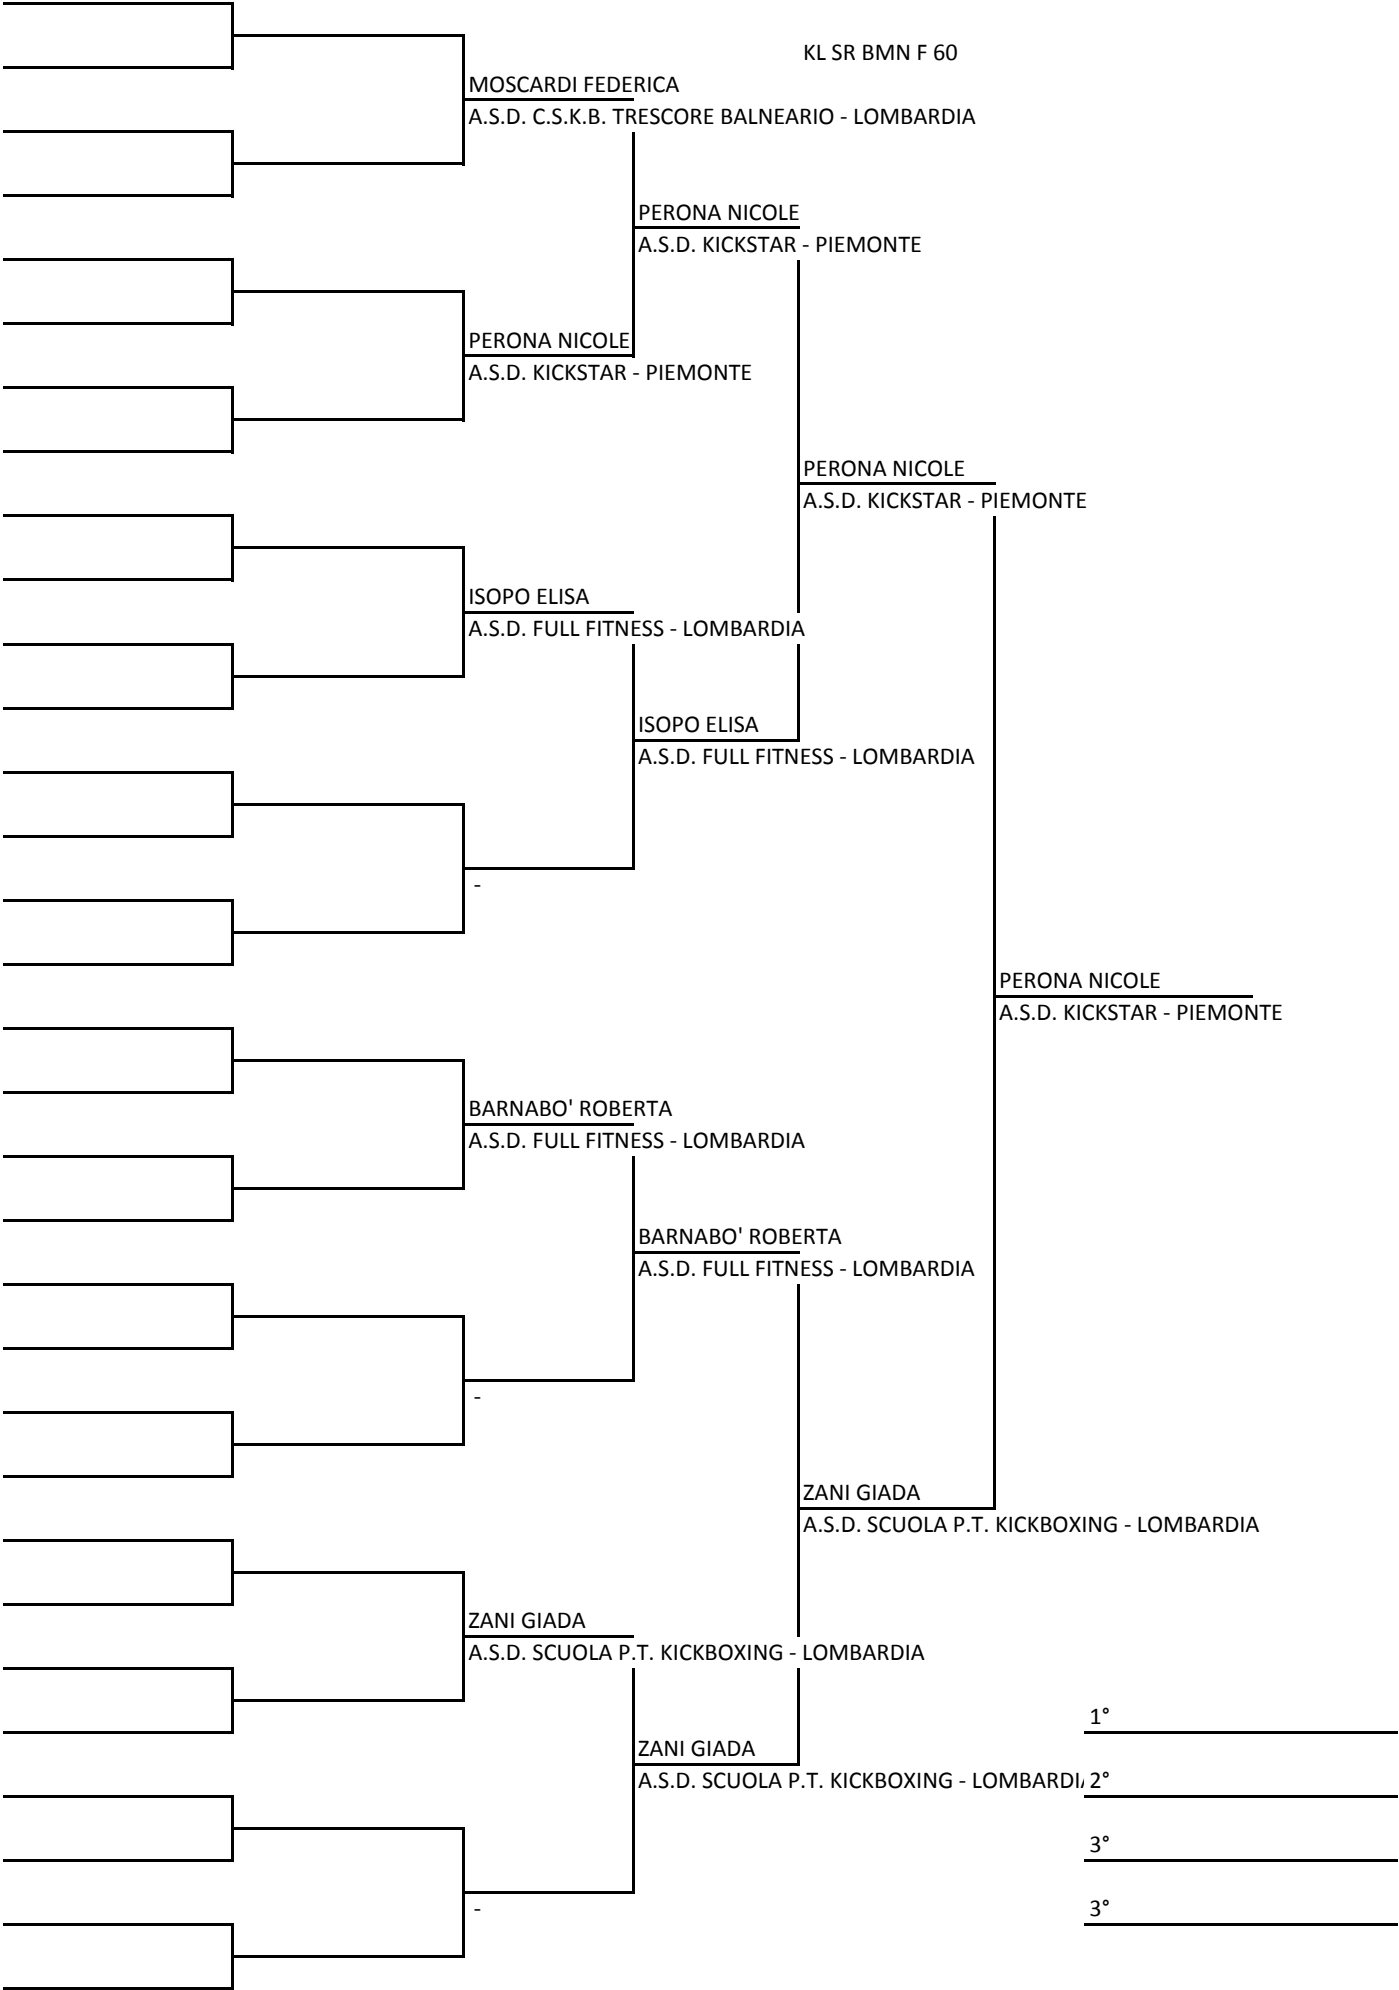 KL SR BMN F 60
MOSCARDI FEDERICA
A.S.D. C.S.K.B. TRESCORE BALNEARIO - LOMBARDIA
PERONA NICOLE
A.S.D. KICKSTAR - PIEMONTE
PERONA NICOLE
A.S.D. KICKSTAR - PIEMONTE
PERONA NICOLE
A.S.D. KICKSTAR - PIEMONTE
ISOPO ELISA
A.S.D. FULL FITNESS - LOMBARDIA
ISOPO ELISA
A.S.D. FULL FITNESS - LOMBARDIA
-
PERONA NICOLE
A.S.D. KICKSTAR - PIEMONTE
BARNABO' ROBERTA
A.S.D. FULL FITNESS - LOMBARDIA
BARNABO' ROBERTA
A.S.D. FULL FITNESS - LOMBARDIA
-
ZANI GIADA
A.S.D. SCUOLA P.T. KICKBOXING - LOMBARDIA
ZANI GIADA
A.S.D. SCUOLA P.T. KICKBOXING - LOMBARDIA
1°
ZANI GIADA
A.S.D. SCUOLA P.T. KICKBOXING - LOMBARDI
2°
3°
-
3°